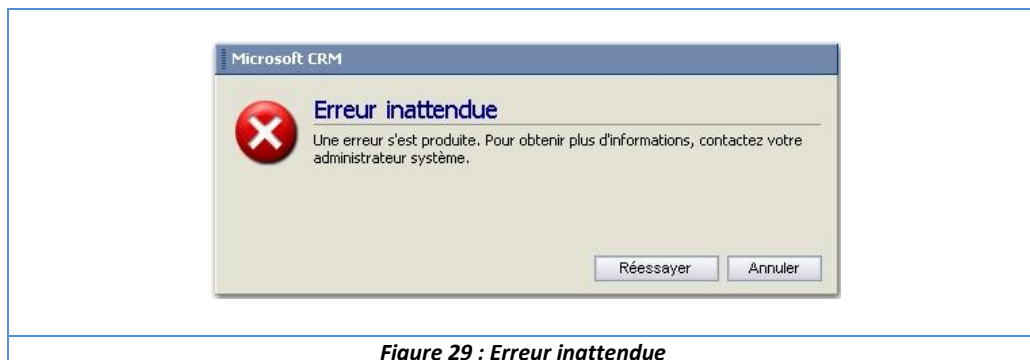 Microsoft CRM
Erreur inattendue
Une erreur s'est produite. Pour obtenir plus d'informations, contactez votre
administrateur système.
Réessayer Annuler
Figure 29 : Erreur inattendue